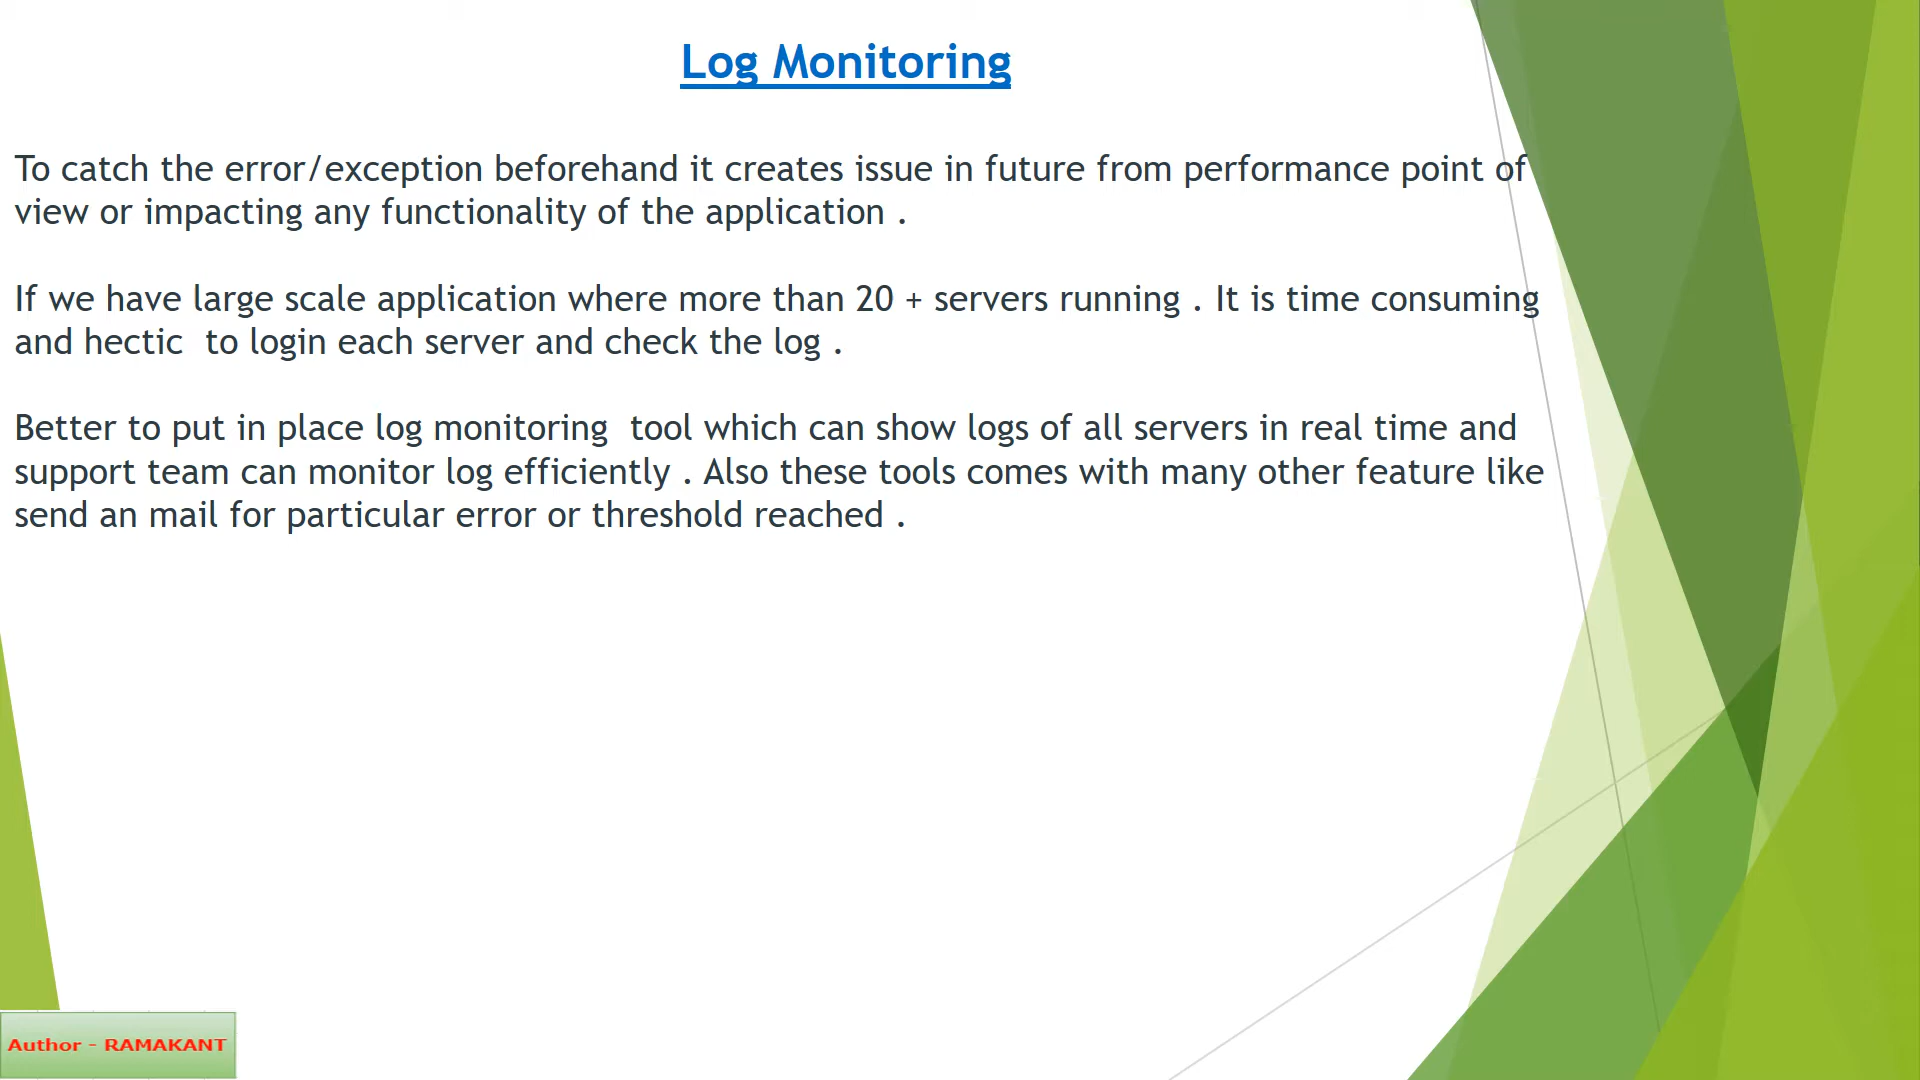 Log Monitoring
To catch the error/exception beforehand it creates issue in future from performance point of
view or impacting any functionality of the application .
If we have large scale application where more than 20 + servers running . It is time consuming
and hectic  to login each server and check the log .
Better to put in place log monitoring  tool which can show logs of all servers in real time and
support team can monitor log efficiently . Also these tools comes with many other feature like
send an mail for particular error or threshold reached .
Author - RAMAKANT